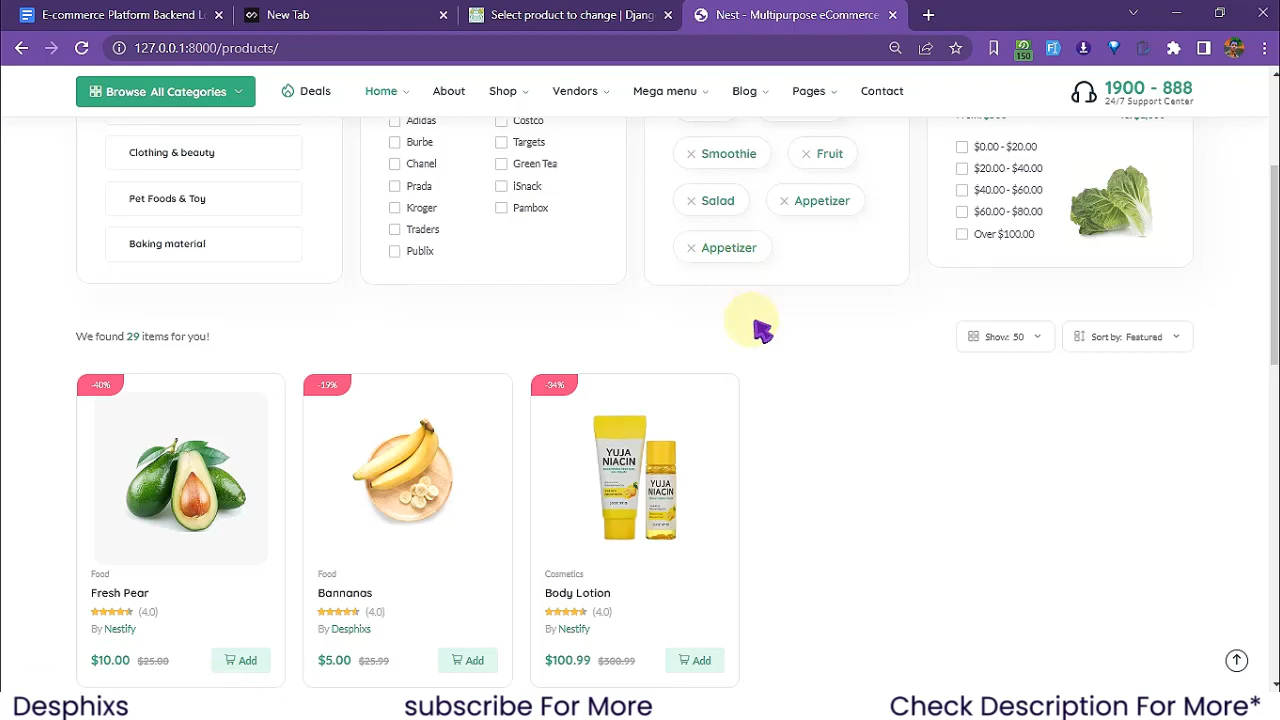 E-commerce Platform Backend Lo
New Tab
Select product to change | Djang
Nest - Multipurpose eCommerce
127.0.0.1:8000/products/
150
Browse All Categories
Deals
Home
About
Shop
Vendors
Mega menu
Blog
Pages
Contact
1900 - 888
24/7 Support Center
Clothing & beauty
Pet Foods & Toy
Baking material
Adidas
Burbe
Chanel
Prada
Kroger
Traders
Publix
Costco
Targets
Green Tea
iSnack
Pambox
Smoothie
Fruit
Salad
Appetizer
Appetizer
$0.00 - $20.00
$20.00 - $40.00
$40.00 - $60.00
$60.00 - $80.00
Over $100.00
We found 29 items for you!
Show: 50
Sort by: Featured
-40%
Food
Fresh Pear
(4.0)
By Nestify
$10.00 $25.00
Add
-19%
Food
Bannanas
(4.0)
By Desphixs
$5.00 $25.99
Add
-34%
YUJA
NIACIN
YUJA
NIACIN
Cosmetics
Body Lotion
(4.0)
By Nestify
$100.99 $300.99
Add
Desphixs
subscribe For More
Check Description For More*